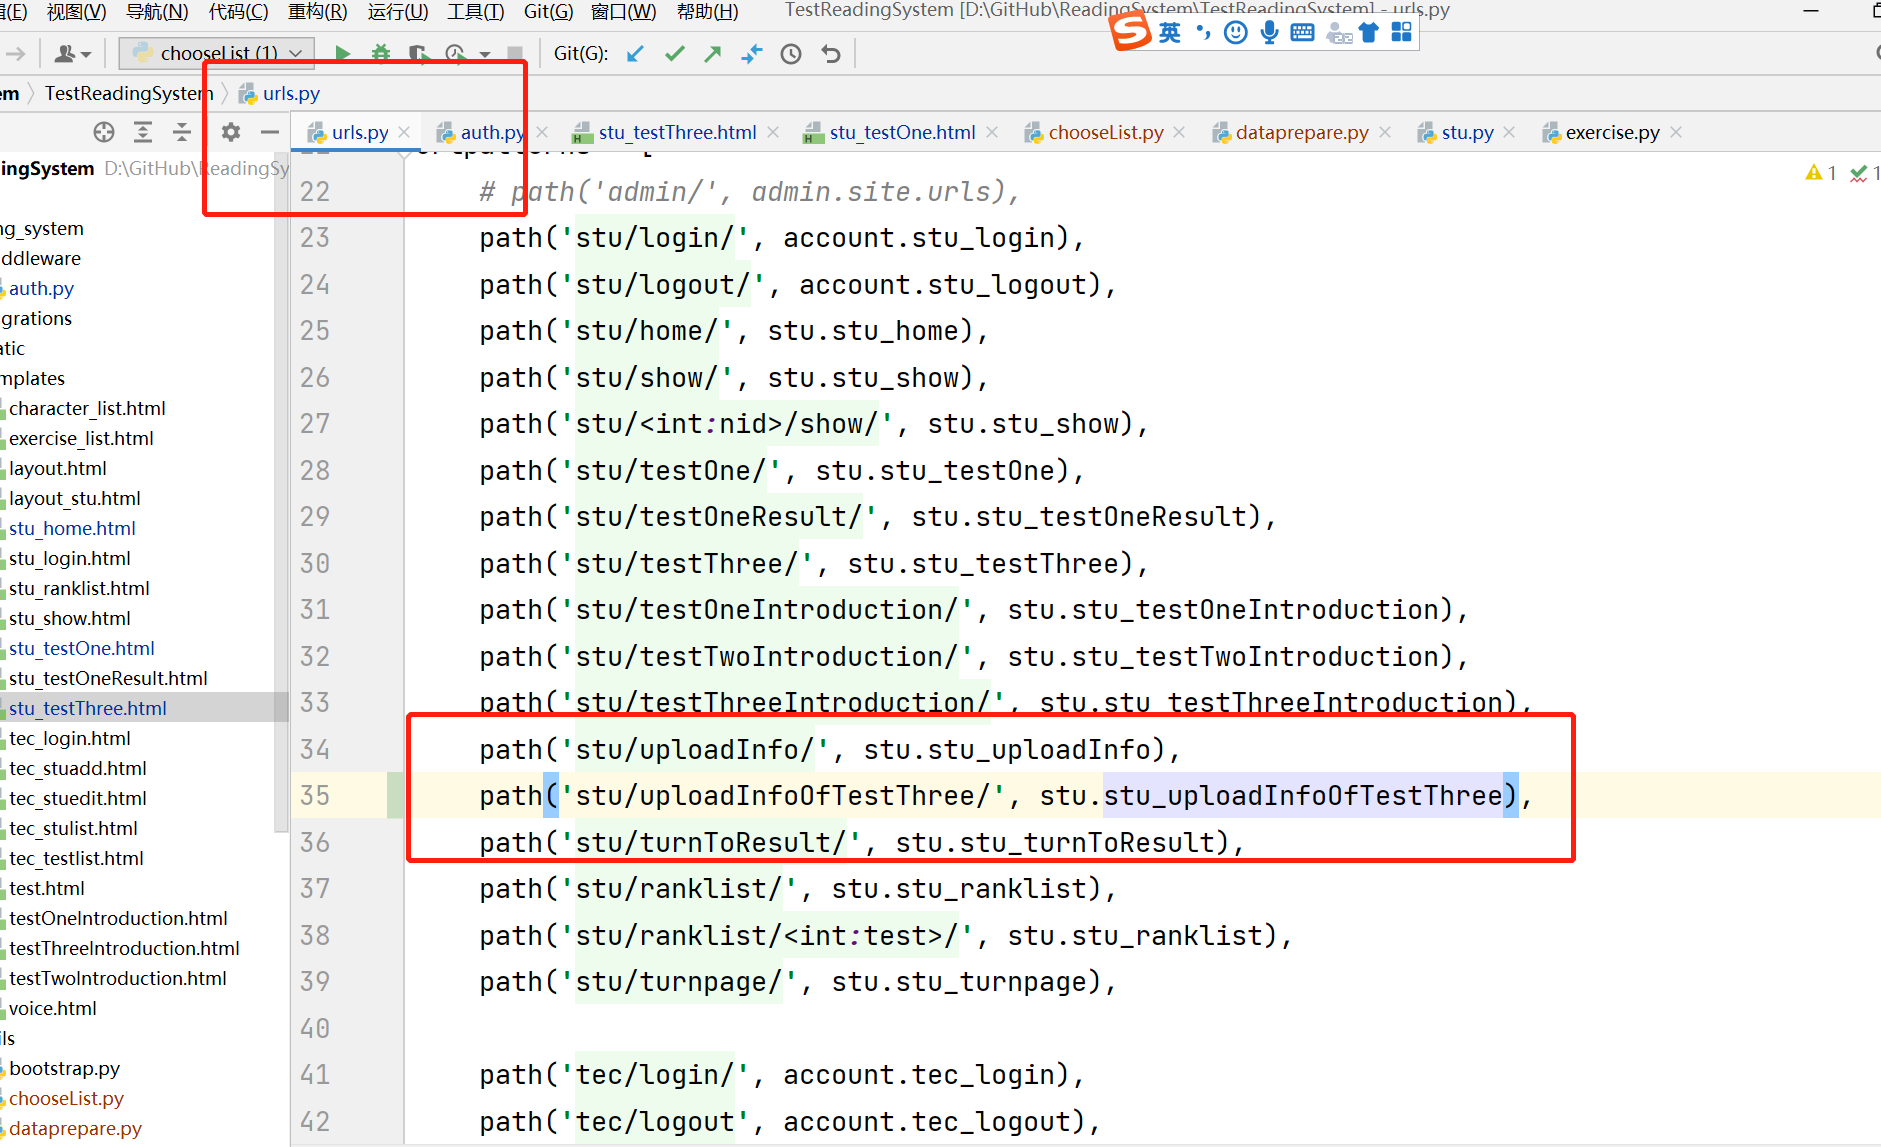 视图(V) 导航(N) 代码(C) 重构(R) 运行(U) 工具(T) Git(G) 窗口(W) 帮助(H) TestReadingSystem [D:\GitHub\ReadingSystem\TestReadingSystem] - urls.py
英
chooseList (1) Git(G):
em TestReadingSystem urls.py
urls.py auth.py stu_testThree.html stu_testOne.html chooseList.py dataprepare.py stu.py exercise.py
ingSystem D:\GitHub\ReadingSy
1 1
ng_system
ddleware
auth.py
grations
atic
mplates
character_list.html
exercise_list.html
layout.html
layout_stu.html
stu_home.html
stu_login.html
stu_ranklist.html
stu_show.html
stu_testOne.html
stu_testOneResult.html
stu_testThree.html
tec_login.html
tec_stuadd.html
tec_stuedit.html
tec_stulist.html
tec_testlist.html
test.html
testOneIntroduction.html
testThreeIntroduction.html
testTwoIntroduction.html
voice.html
ils
bootstrap.py
chooseList.py
dataprepare.py
22 # path('admin/', admin.site.urls),
23 path('stu/login/', account.stu_login),
24 path('stu/logout/', account.stu_logout),
25 path('stu/home/', stu.stu_home),
26 path('stu/show/', stu.stu_show),
27 path('stu/<int:nid>/show/', stu.stu_show),
28 path('stu/testOne/', stu.stu_testOne),
29 path('stu/testOneResult/', stu.stu_testOneResult),
30 path('stu/testThree/', stu.stu_testThree),
31 path('stu/testOneIntroduction/', stu.stu_testOneIntroduction),
32 path('stu/testTwoIntroduction/', stu.stu_testTwoIntroduction),
33 path('stu/testThreeIntroduction/', stu.stu_testThreeIntroduction),
34 path('stu/uploadInfo/', stu.stu_uploadInfo),
35 path('stu/uploadInfoOfTestThree/', stu.stu_uploadInfoOfTestThree),
36 path('stu/turnToResult/', stu.stu_turnToResult),
37 path('stu/ranklist/', stu.stu_ranklist),
38 path('stu/ranklist/<int:test>/', stu.stu_ranklist),
39 path('stu/turnpage/', stu.stu_turnpage),
40
41 path('tec/login/', account.tec_login),
42 path('tec/logout', account.tec_logout),